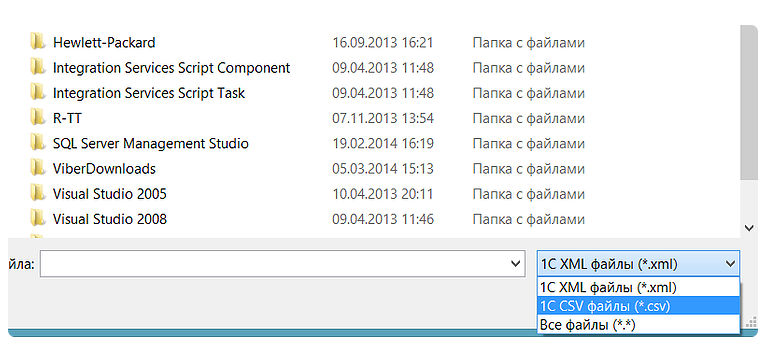 Hewlett-Packard 16.09.2013 16:21 Папка с файлами
Integration Services Script Component 09.04.2013 11:48 Папка с файлами
Integration Services Script Task 09.04.2013 11:48 Папка с файлами
R-TT 07.11.2013 13:54 Папка с файлами
SQL Server Management Studio 19.02.2014 16:19 Папка с файлами
ViberDownloads 05.03.2014 15:13 Папка с файлами
Visual Studio 2005 10.04.2013 20:11 Папка с файлами
Visual Studio 2008 09.04.2013 11:46 Папка с файлами
йла: 1C XML файлы (*.xml)
1C XML файлы (*.xml)
1C CSV файлы (*.csv)
Все файлы (*.*)